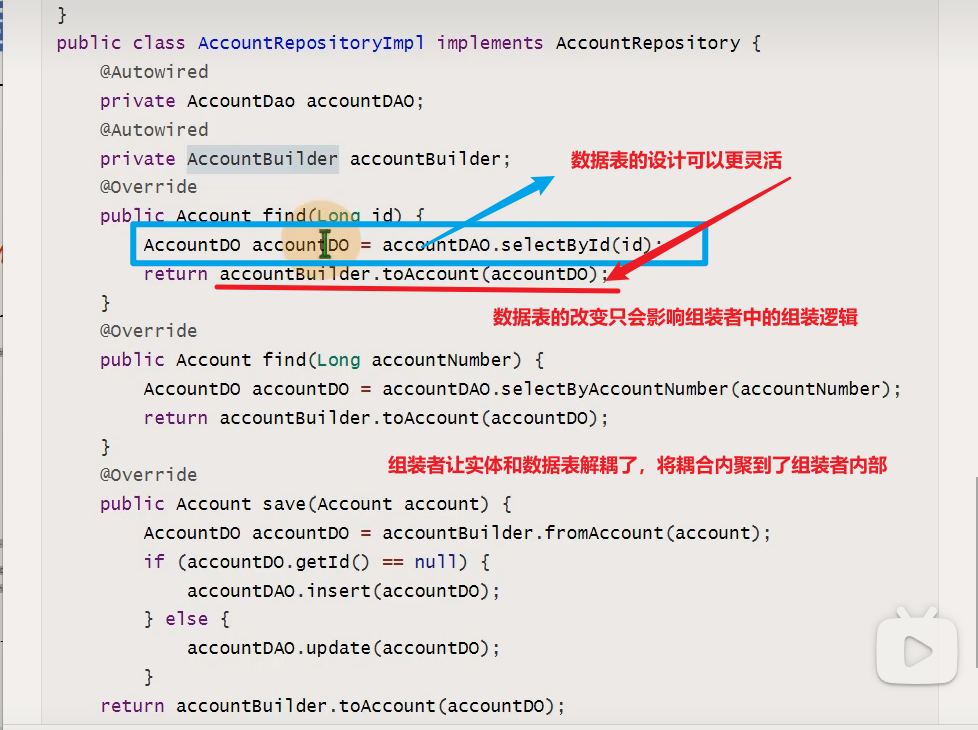 }
public class AccountRepositoryImpl implements AccountRepository {
@Autowired
private AccountDao accountDAO;
@Autowired
private AccountBuilder accountBuilder;
数据表的设计可以更灵活
@Override
public Account find(Long id) {
AccountDO accountDO = accountDAO.selectById(id);
return accountBuilder.toAccount(accountDO);
}
数据表的改变只会影响组装者中的组装逻辑
@Override
public Account find(Long accountNumber) {
AccountDO accountDO = accountDAO.selectByAccountNumber(accountNumber);
return accountBuilder.toAccount(accountDO);
}
组装者让实体和数据表解耦了，将耦合内聚到了组装者内部
@Override
public Account save(Account account) {
AccountDO accountDO = accountBuilder.fromAccount(account);
if (accountDO.getId() == null) {
accountDAO.insert(accountDO);
} else {
accountDAO.update(accountDO);
}
return accountBuilder.toAccount(accountDO);